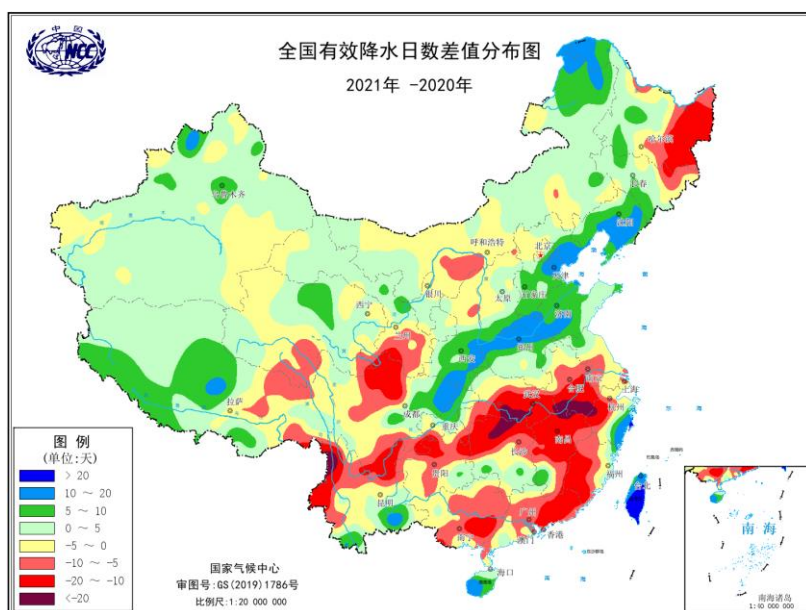 中国
NCC
全国有效降水日数差值分布图
2021年 -2020年
哈尔滨
长春
乌鲁木齐
沈阳
呼和浩特
北京
天津
银川
太原
石家庄
济南
西宁
兰州
西安
郑州
拉萨
成都
重庆
武汉
合肥
南京
上海
杭州
南昌
长沙
贵阳
福州
台北
昆明
广州
南宁
澳门
香港
海口
渤
海
黄
海
东
海
南
海
图 例
(单位:天)
> 20
10 ～ 20
5 ～ 10
0 ～ 5
-5 ～ 0
-10 ～ -5
-20 ～ -10
<-20
国家气候中心
审图号:GS(2019)1786号
比例尺:1:20 000 000
南 海
南海诸岛
1:40 000 000